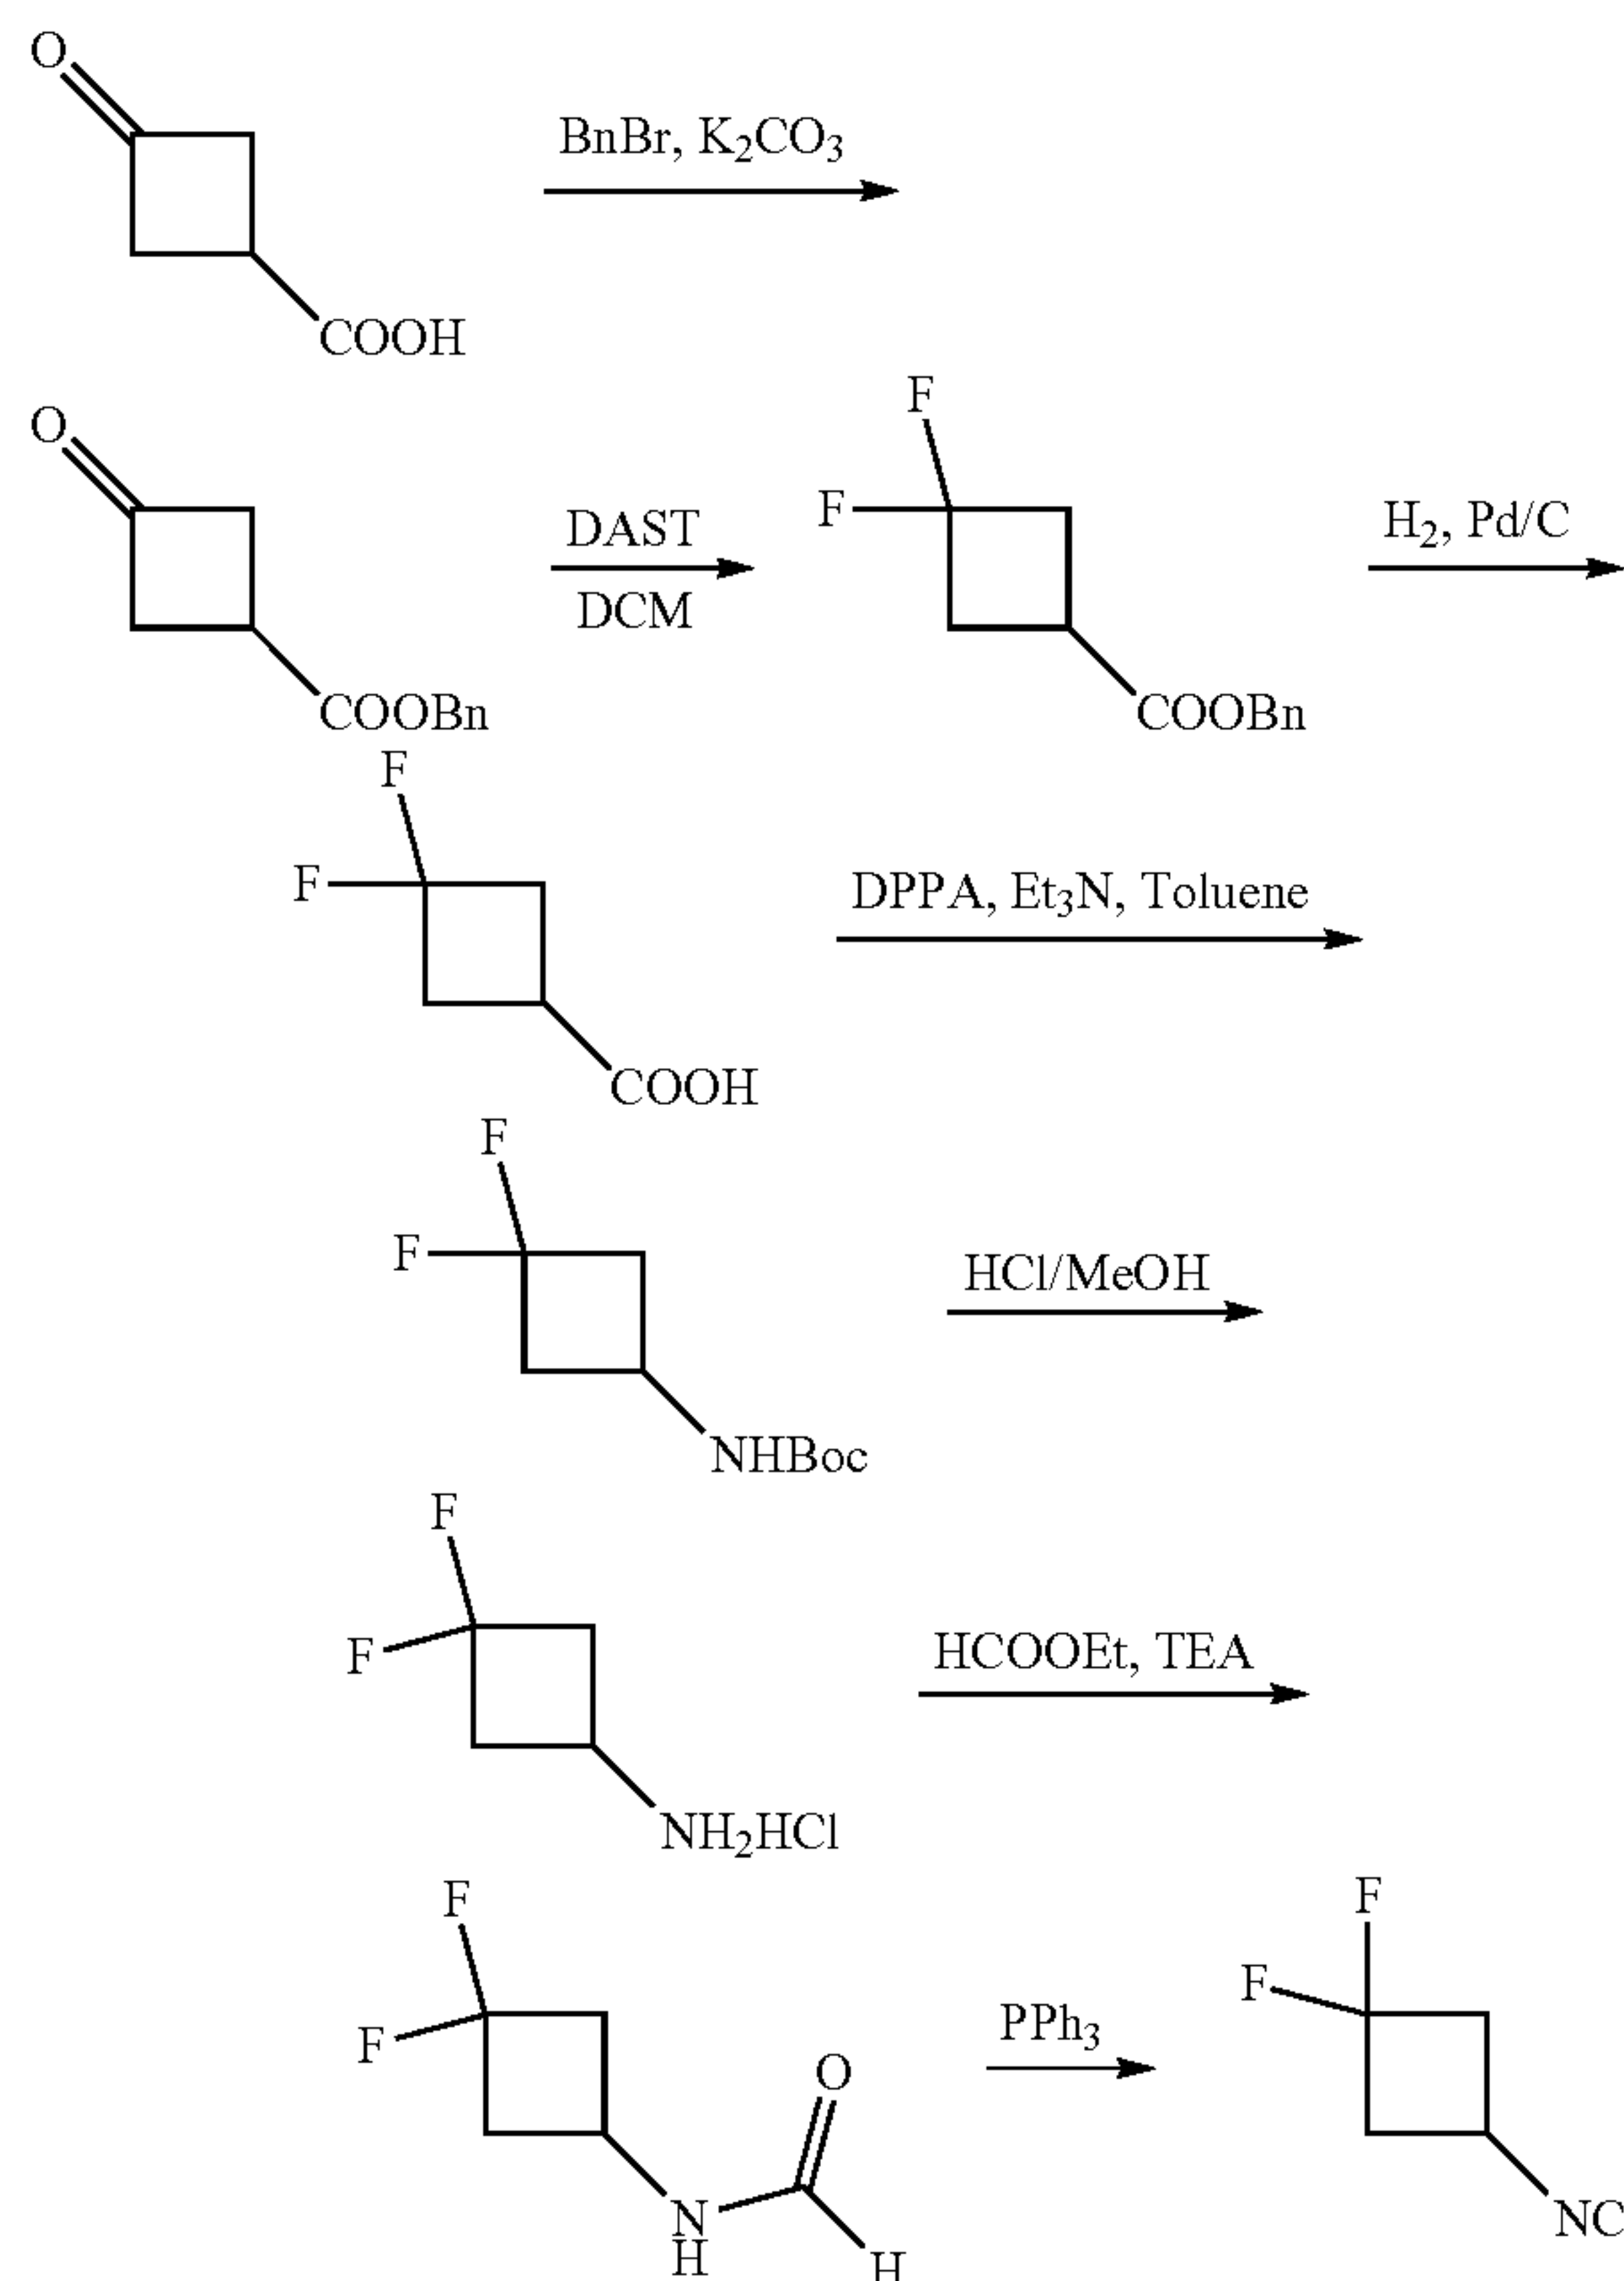 O
BnBr, K₂CO₃
COOH
O
DAST
DCM
COOBn
F
F
COOBn
H₂, Pd/C
F
F
COOH
DPPA, Et₃N, Toluene
F
F
NHBoc
HCl/MeOH
F
F
NH₂HCl
HCOOEt, TEA
F
F
O
N
H
H
PPh₃
F
F
NC